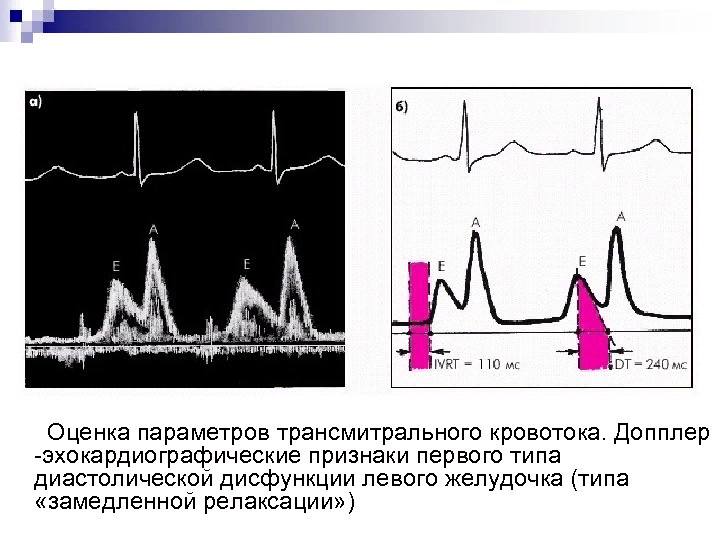 а)
A
A
E
E
б)
A
A
E
E
IVRT = 110 мс
DT = 240 мс
Оценка параметров трансмитрального кровотока. Допплер
-эхокардиографические признаки первого типа
диастолической дисфункции левого желудочка (типа
«замедленной релаксации» )